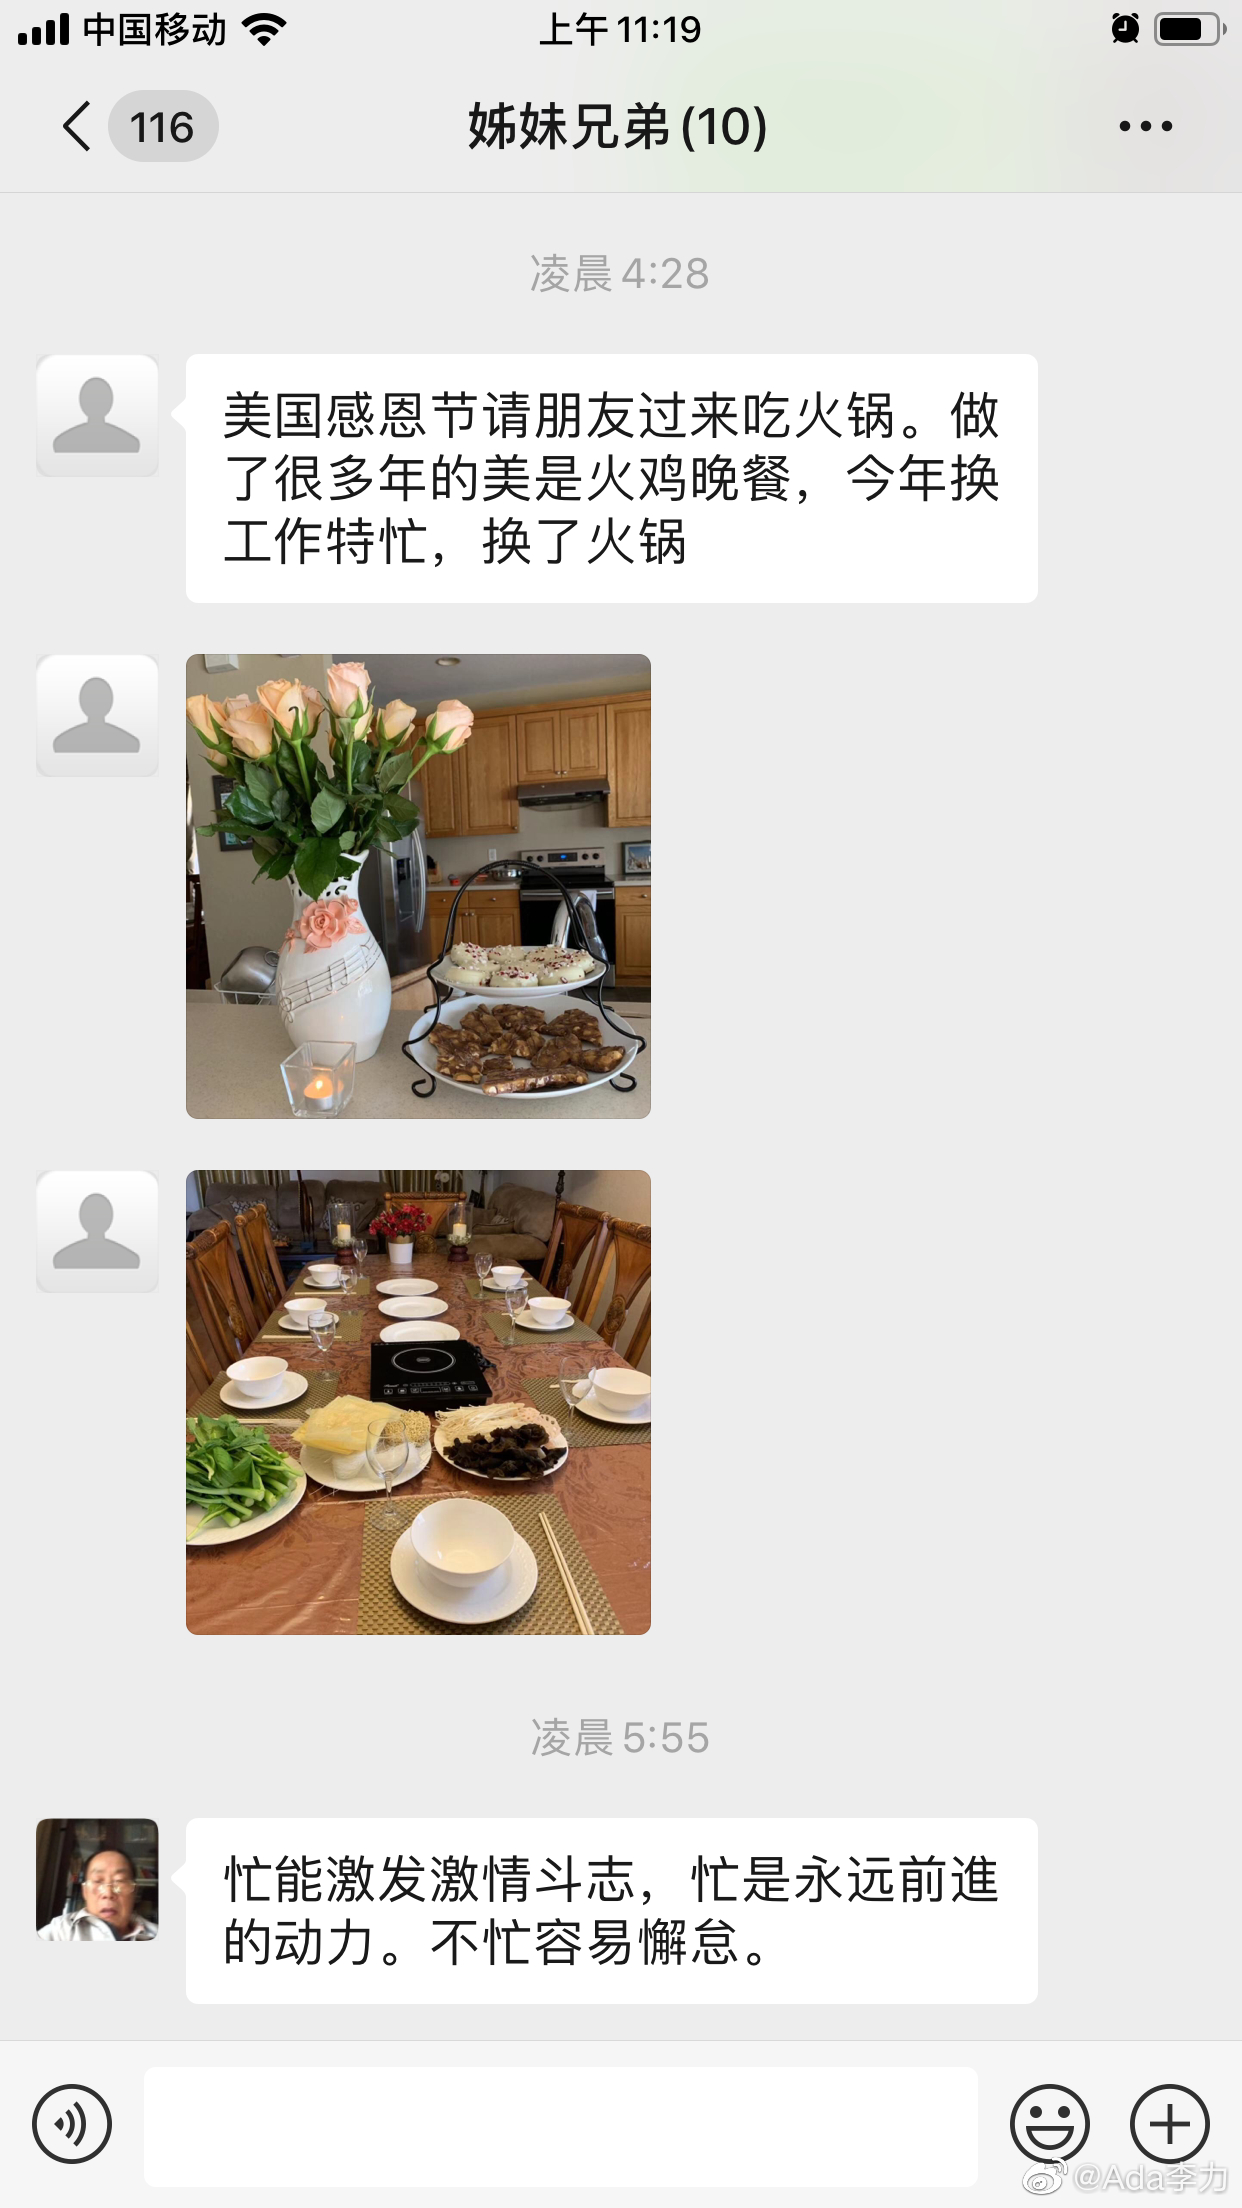 中国移动
上午 11:19
116
姊妹兄弟(10)
凌晨 4:28
美国感恩节请朋友过来吃火锅。做
了很多年的美是火鸡晚餐，今年换
工作特忙，换了火锅
凌晨 5:55
忙能激发激情斗志，忙是永远前進
的动力。不忙容易懈怠。
@Ada李力